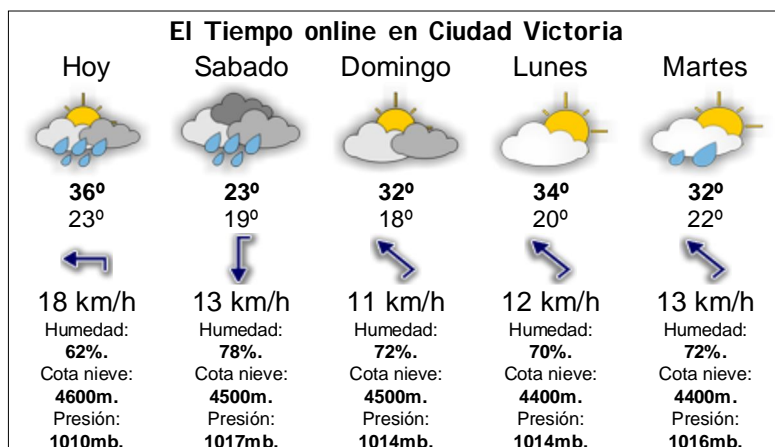 El Tiempo online en Ciudad Victoria
Hoy Sabado Domingo Lunes Martes
36º 23º 32º 34º 32º
23º 19º 18º 20º 22º
18 km/h 13 km/h 11 km/h 12 km/h 13 km/h
Humedad: Humedad: Humedad: Humedad: Humedad:
62%. 78%. 72%. 70%. 72%.
Cota nieve: Cota nieve: Cota nieve: Cota nieve: Cota nieve:
4600m. 4500m. 4500m. 4400m. 4400m.
Presión: Presión: Presión: Presión: Presión:
1010mb. 1017mb. 1014mb. 1014mb. 1016mb.